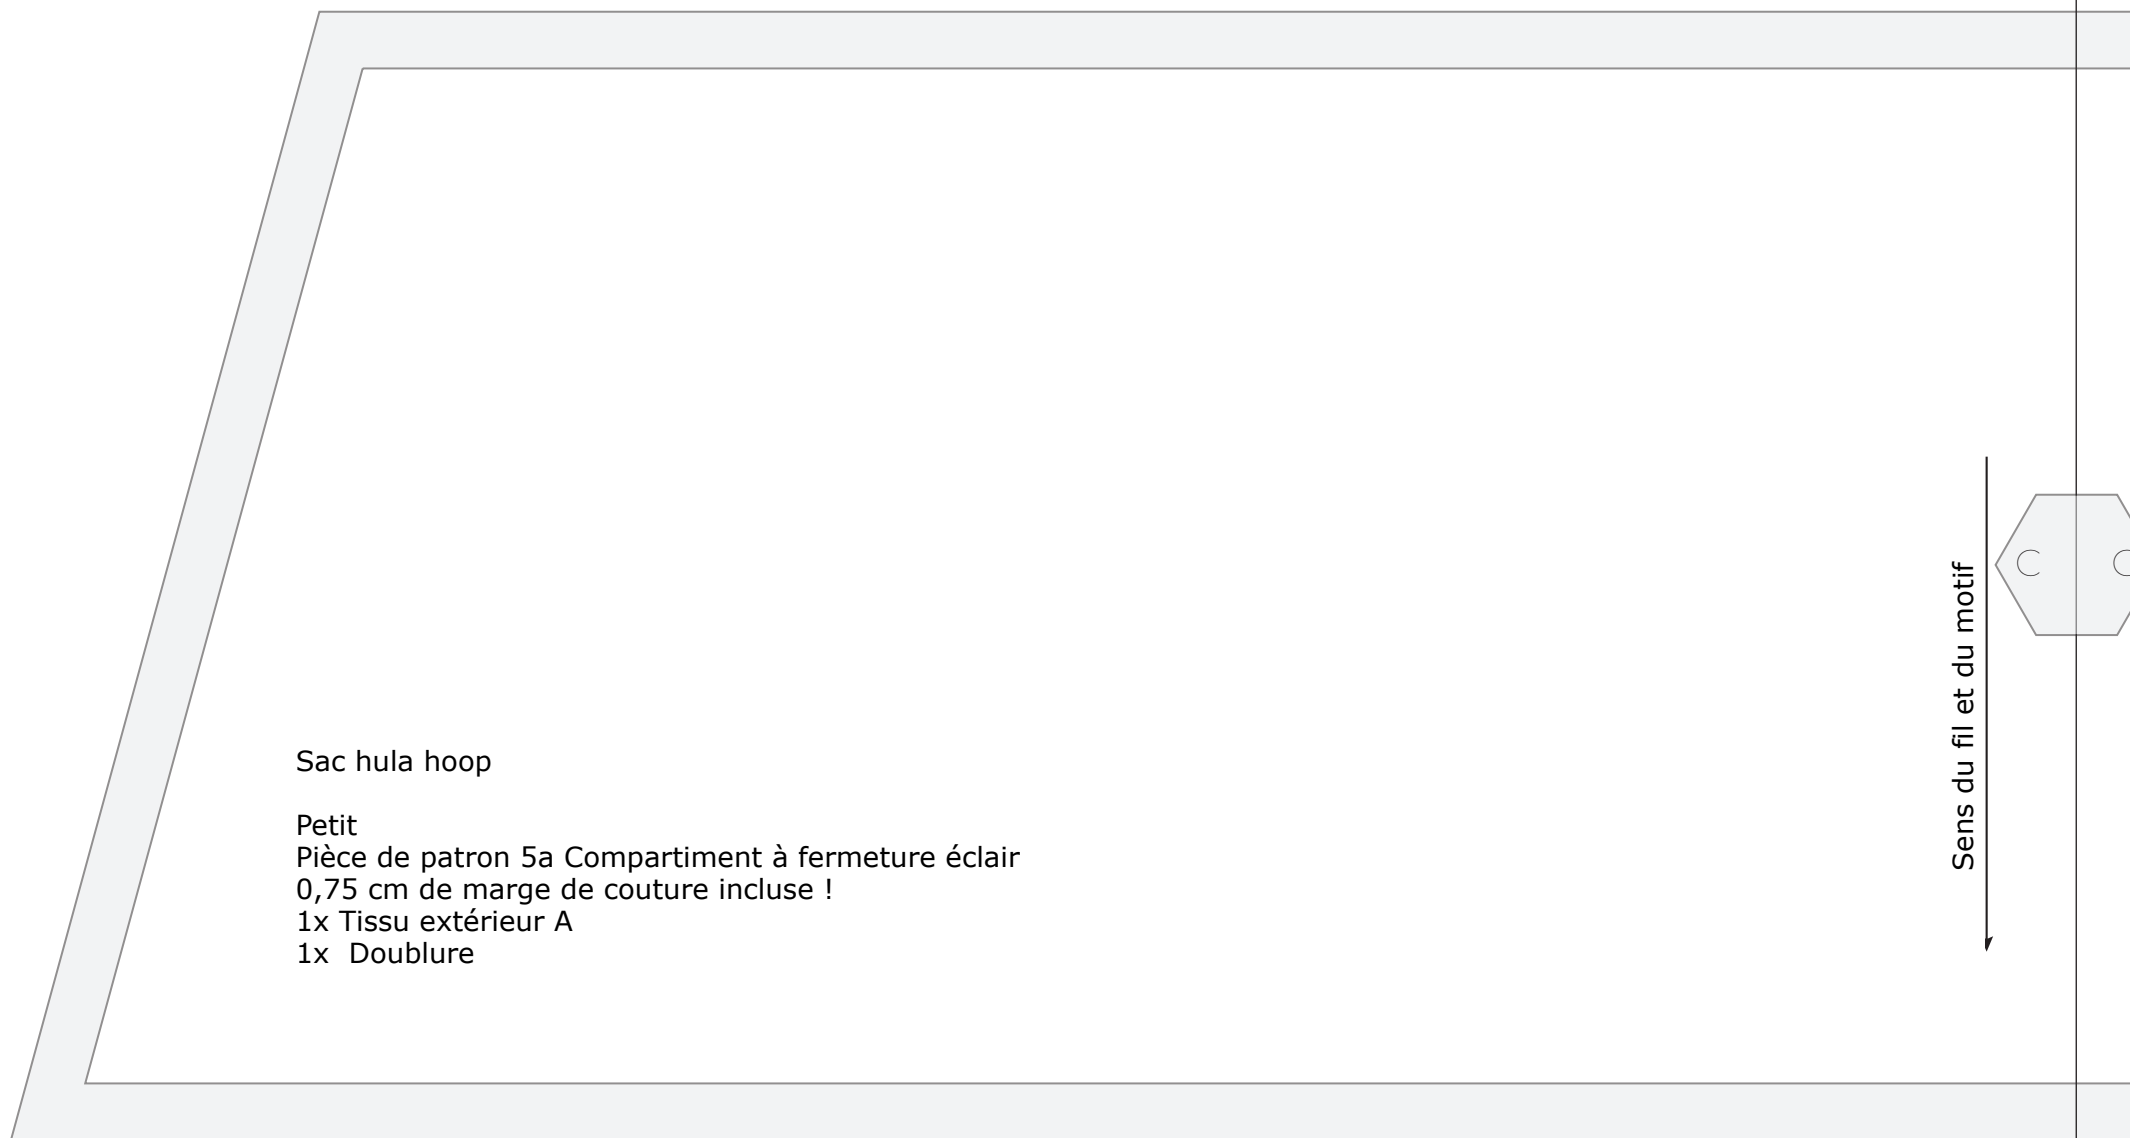 Sac hula hoop
Petit
Pièce de patron 5a Compartiment à fermeture éclair
0,75 cm de marge de couture incluse !
1x Tissu extérieur A
1x  Doublure
Sens du fil et du motif
C
C